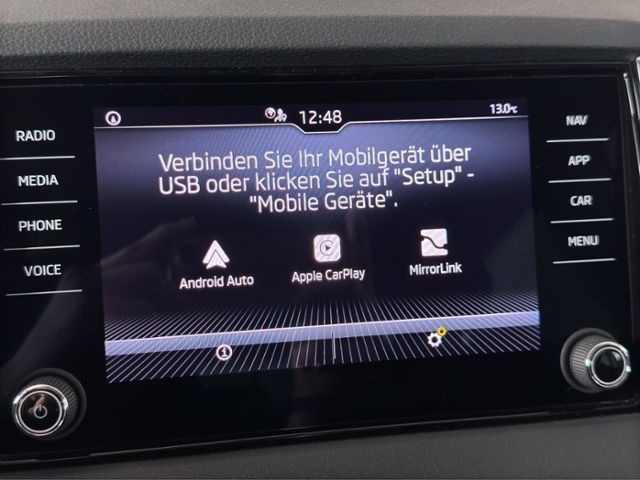 RADIO
MEDIA
PHONE
VOICE
12:48
13.0°C
Verbinden Sie Ihr Mobilgerät über
USB oder klicken Sie auf "Setup" -
"Mobile Geräte".
Android Auto
Apple CarPlay
MirrorLink
NAV
APP
CAR
MENU